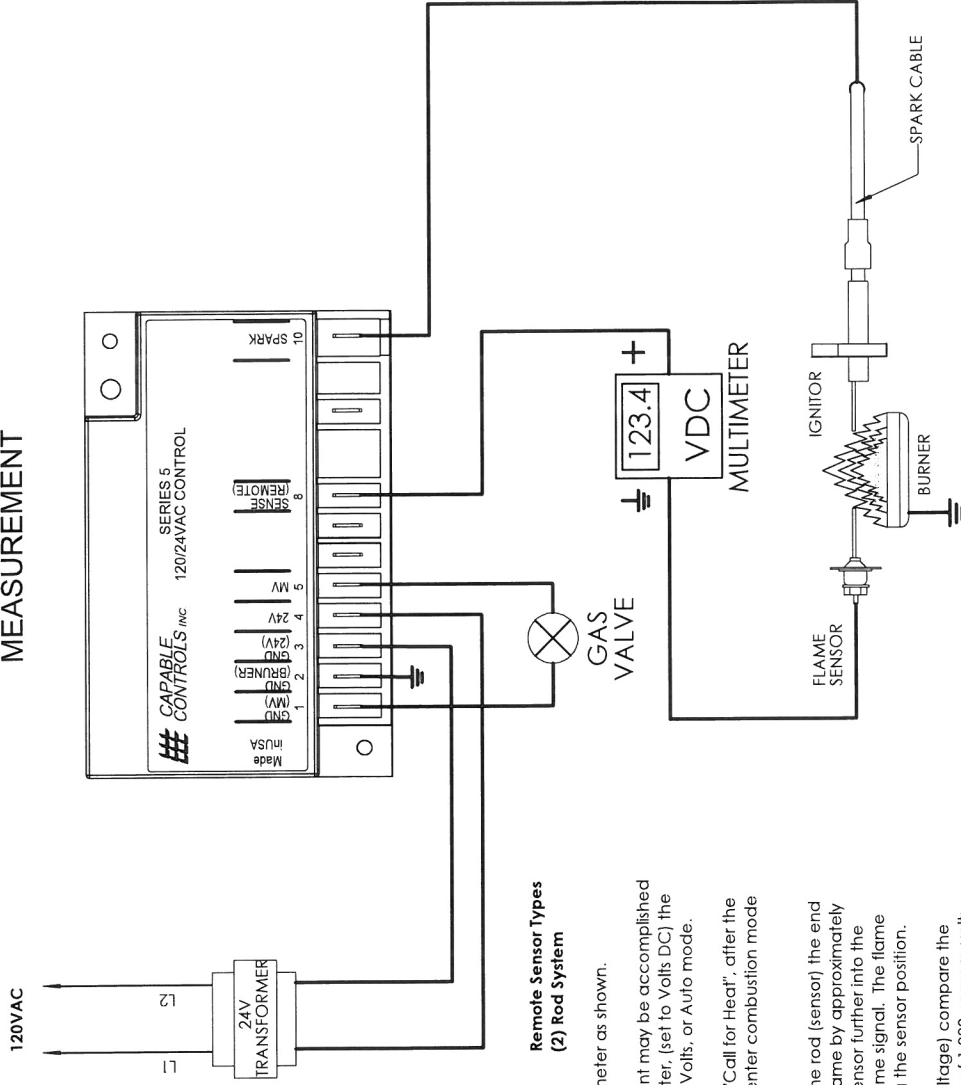 MEASUREMENT
SPARK
10
SERIES 5
120/24VAC CONTROL
SENSE
(REMOTE)
8
MV
5
24V
4
GND
(24V)
3
GND
(BRUNER)
2
GND
(MV)
1
CAPABLE
CONTROLS INC
Made
inUSA
120VAC
L2
L1
24V
TRANSFORMER
GAS
VALVE
+
123.4
VDC
MULTIMETER
SPARK CABLE
IGNITOR
BURNER
FLAME
SENSOR
Remote Sensor Types
(2) Rod System
neter as shown.
nt may be accomplished
ter, (set to Volts DC) the
Volts, or Auto mode.
"Call for Heat", after the
enter combustion mode
ne rod (sensor) the end
ame by approximately
ensor further into the
me signal. The flame
the sensor position.
ltage) compare the